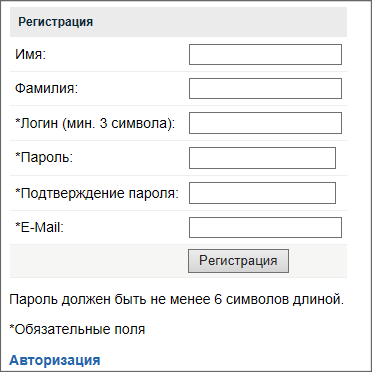 Регистрация
Имя:
Фамилия:
*Логин (мин. 3 символа):
*Пароль:
*Подтверждение пароля:
*E-Mail:
Регистрация
Пароль должен быть не менее 6 символов длиной.
*Обязательные поля
Авторизация